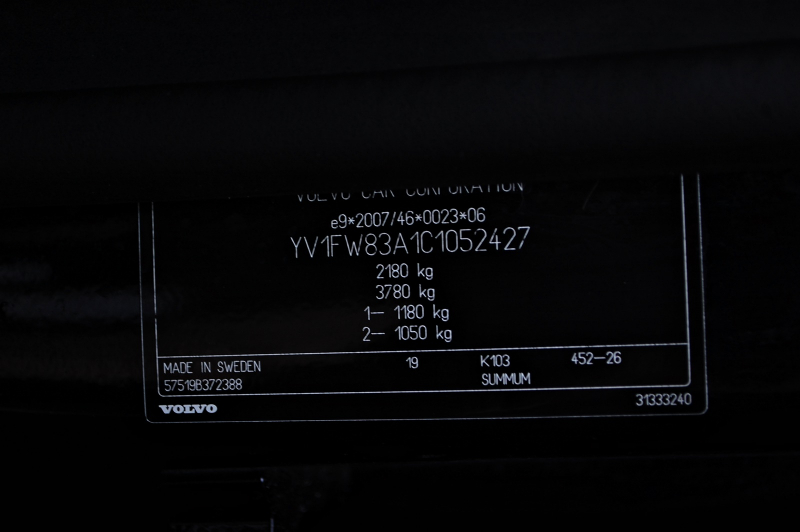 VOLVO CAR CORPORATION
e9*2007/46*0023*06
YV1FW83A1C1052427
2180 kg
3780 kg
1-- 1180 kg
2-- 1050 kg
MADE IN SWEDEN 19 K103 452-26
57519B372388 SUMMUM
VOLVO 31333240